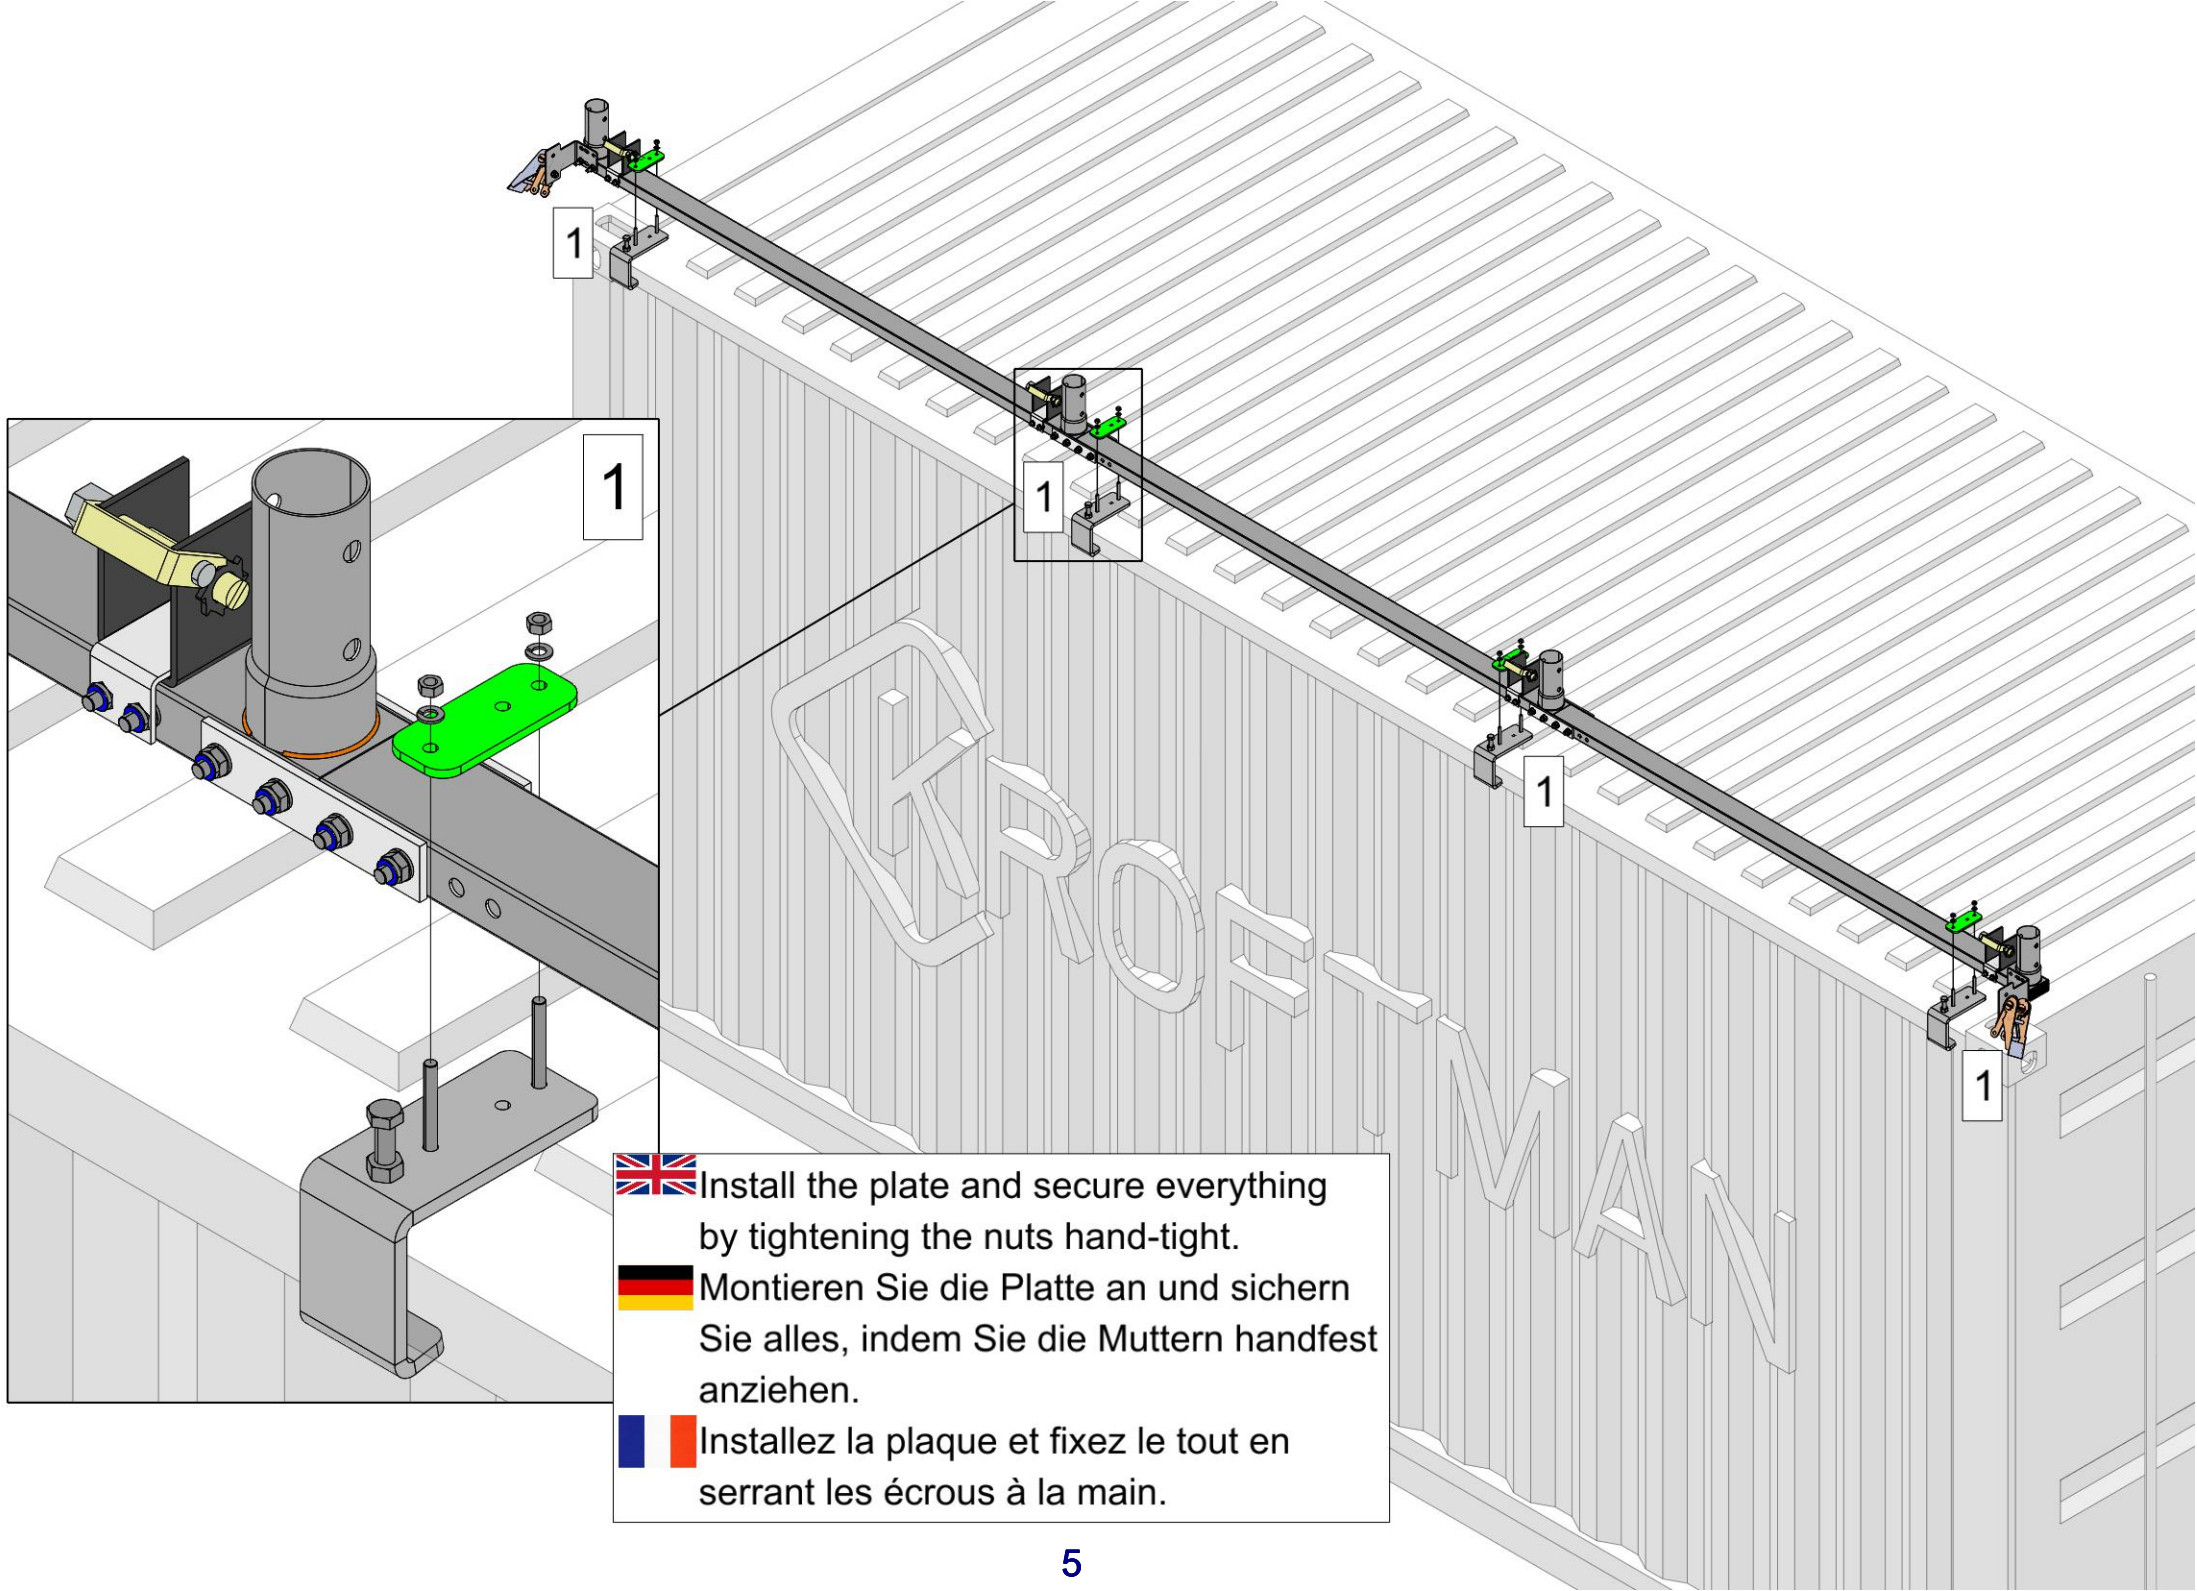 1
1
1
1
1
KROFTMAN
Install the plate and secure everything
by tightening the nuts hand-tight.
Montieren Sie die Platte an und sichern
Sie alles, indem Sie die Muttern handfest
anziehen.
Installez la plaque et fixez le tout en
serrant les écrous à la main.
5